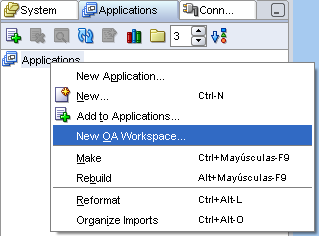 System Applications Conn...
3
Applications
New Application...
New... Ctrl-N
Add to Applications...
New OA Workspace...
Make Ctrl+Mayúsculas-F9
Rebuild Alt+Mayúsculas-F9
Reformat Ctrl+Alt-L
Organize Imports Ctrl+Alt-O